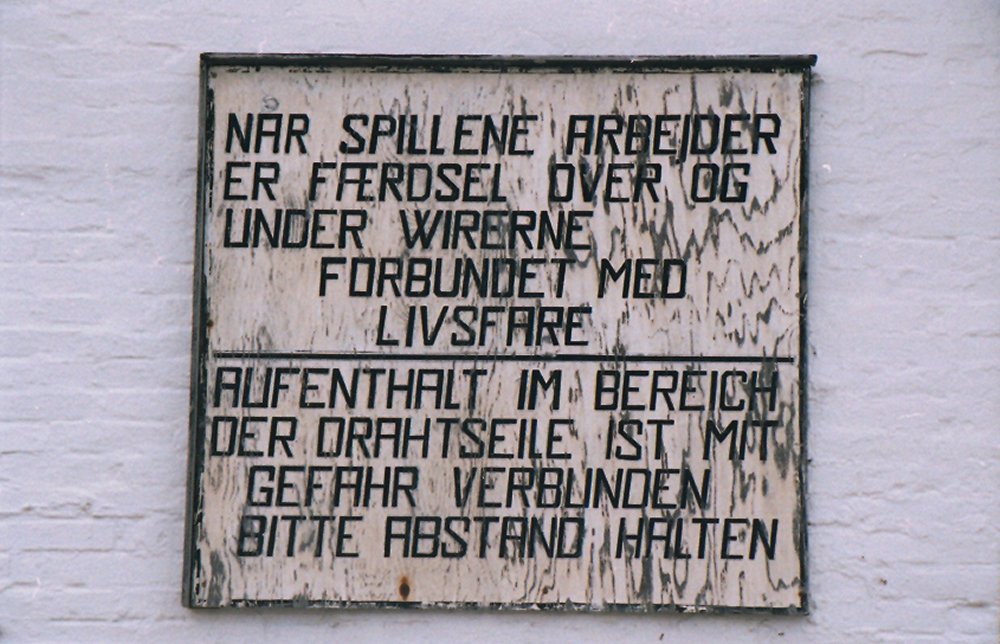 NÅR SPILLENE ARBEJDER
ER FÆRDSEL OVER OG
UNDER WIRERNE
FORBUNDET MED
LIVSFARE
AUFENTHALT IM BEREICH
DER DRAHTSEILE IST MIT
GEFAHR VERBUNDEN
BITTE ABSTAND HALTEN